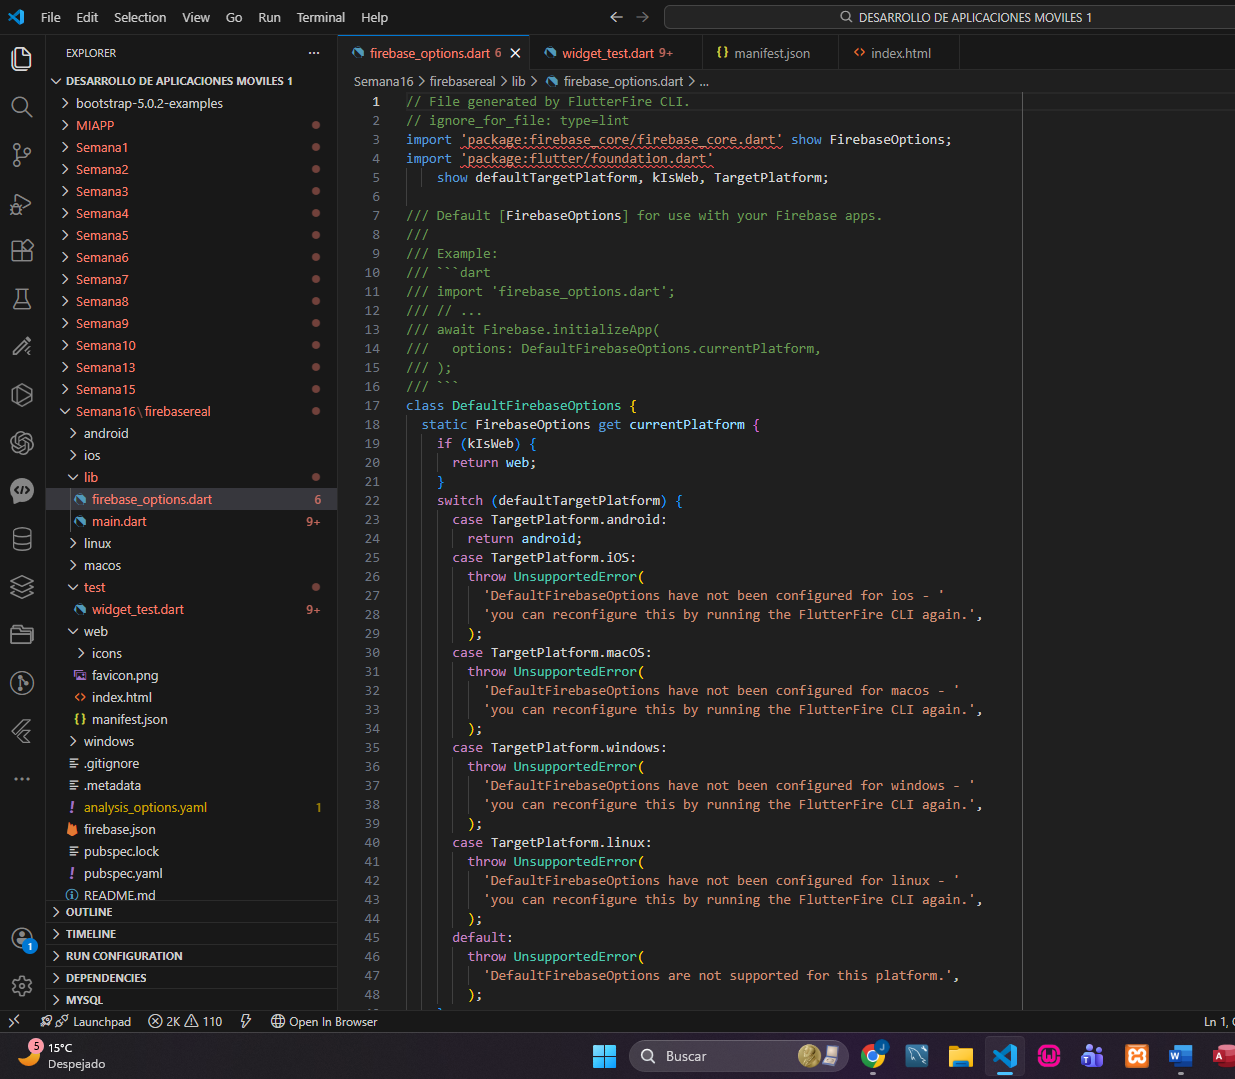 File Edit Selection View Go Run Terminal Help
DESARROLLO DE APLICACIONES MOVILES 1
EXPLORER
DESARROLLO DE APLICACIONES MOVILES 1
bootstrap-5.0.2-examples
MIAPP
Semana1
Semana2
Semana3
Semana4
Semana5
Semana6
Semana7
Semana8
Semana9
Semana10
Semana13
Semana15
Semana16\firebasereal
android
ios
lib
firebase_options.dart 6
main.dart 9+
linux
macos
test
widget_test.dart 9+
web
icons
favicon.png
index.html
manifest.json
windows
.gitignore
.metadata
analysis_options.yaml 1
firebase.json
pubspec.lock
pubspec.yaml
README.md
OUTLINE
TIMELINE
RUN CONFIGURATION
DEPENDENCIES
MYSQL
firebase_options.dart 6 widget_test.dart 9+ manifest.json index.html
Semana16 > firebasereal > lib > firebase_options.dart > ...
1 // File generated by FlutterFire CLI.
2 // ignore_for_file: type=lint
3 import 'package:firebase_core/firebase_core.dart' show FirebaseOptions;
4 import 'package:flutter/foundation.dart'
5 show defaultTargetPlatform, kIsWeb, TargetPlatform;
6
7 /// Default [FirebaseOptions] for use with your Firebase apps.
8 ///
9 /// Example:
10 /// ```dart
11 /// import 'firebase_options.dart';
12 /// // ...
13 /// await Firebase.initializeApp(
14 /// options: DefaultFirebaseOptions.currentPlatform,
15 /// );
16 /// ```
17 class DefaultFirebaseOptions {
18 static FirebaseOptions get currentPlatform {
19 if (kIsWeb) {
20 return web;
21 }
22 switch (defaultTargetPlatform) {
23 case TargetPlatform.android:
24 return android;
25 case TargetPlatform.iOS:
26 throw UnsupportedError(
27 'DefaultFirebaseOptions have not been configured for ios - '
28 'you can reconfigure this by running the FlutterFire CLI again.',
29 );
30 case TargetPlatform.macOS:
31 throw UnsupportedError(
32 'DefaultFirebaseOptions have not been configured for macos - '
33 'you can reconfigure this by running the FlutterFire CLI again.',
34 );
35 case TargetPlatform.windows:
36 throw UnsupportedError(
37 'DefaultFirebaseOptions have not been configured for windows - '
38 'you can reconfigure this by running the FlutterFire CLI again.',
39 );
40 case TargetPlatform.linux:
41 throw UnsupportedError(
42 'DefaultFirebaseOptions have not been configured for linux - '
43 'you can reconfigure this by running the FlutterFire CLI again.',
44 );
45 default:
46 throw UnsupportedError(
47 'DefaultFirebaseOptions are not supported for this platform.',
48 );
1
Launchpad 2K 110 Open In Browser Ln 1,
5 15°C
Despejado
Buscar